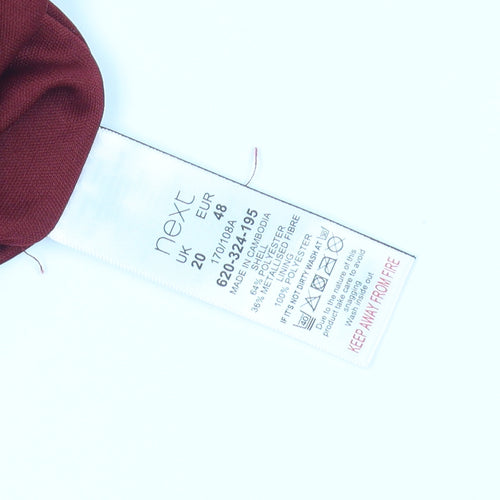 next
UK EUR
20 48
170/108A
620-324-195
MADE IN CAMBODIA
SHELL
64% POLYESTER
36% METALLISED FIBRE
LINING
100% POLYESTER
IF IT'S NOT DIRTY WASH AT 30
40
Due to the nature of this
product take care to avoid
snagging
Wash inside out
KEEP AWAY FROM FIRE